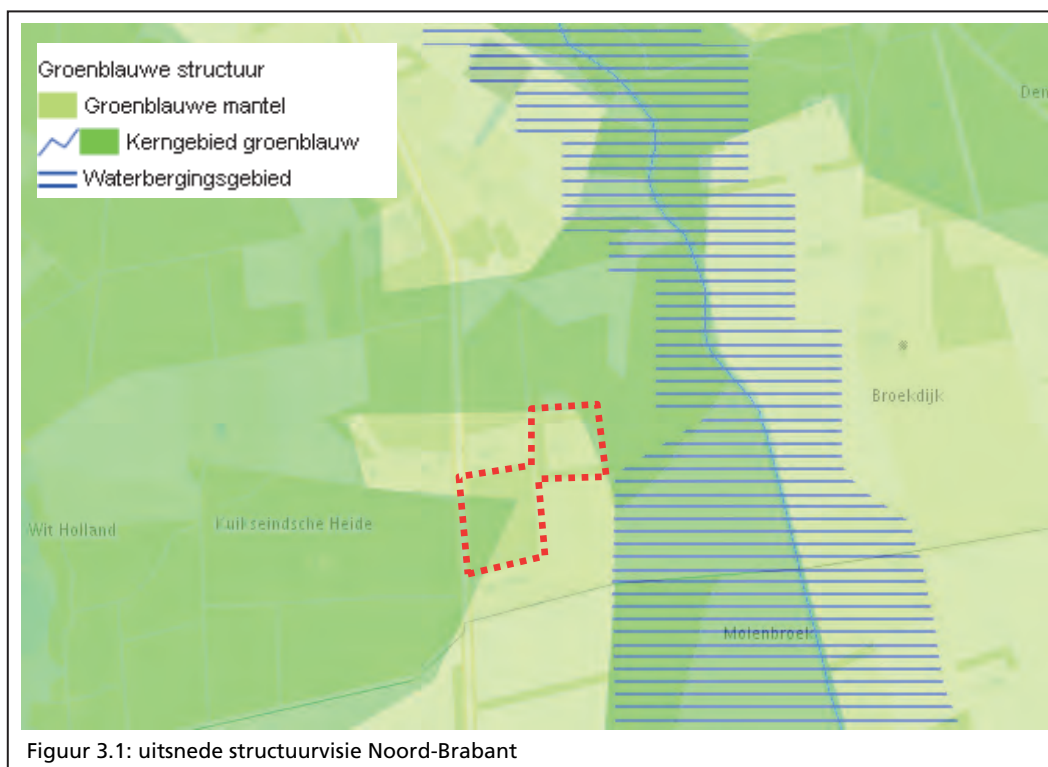 Groenblauwe structuur
Groenblauwe mantel
Kerngebied groenblauw
Waterbergingsgebied
Den
Broekdijk
Wit Holland
Kuikseindsche Heide
Molenbroek
Figuur 3.1: uitsnede structuurvisie Noord-Brabant